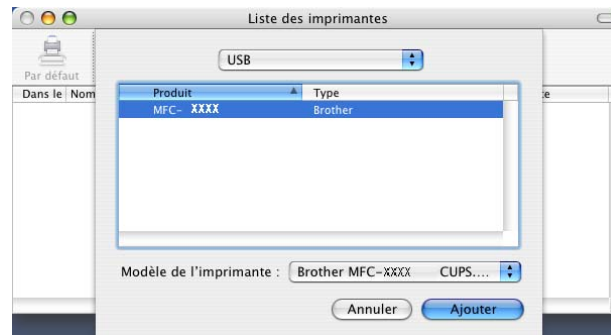 Liste des imprimantes
Par défaut
USB
Dans le Nom
Produit Type
MFC- XXXX Brother
Modèle de l'imprimante : Brother MFC-XXXX CUPS....
Annuler Ajouter